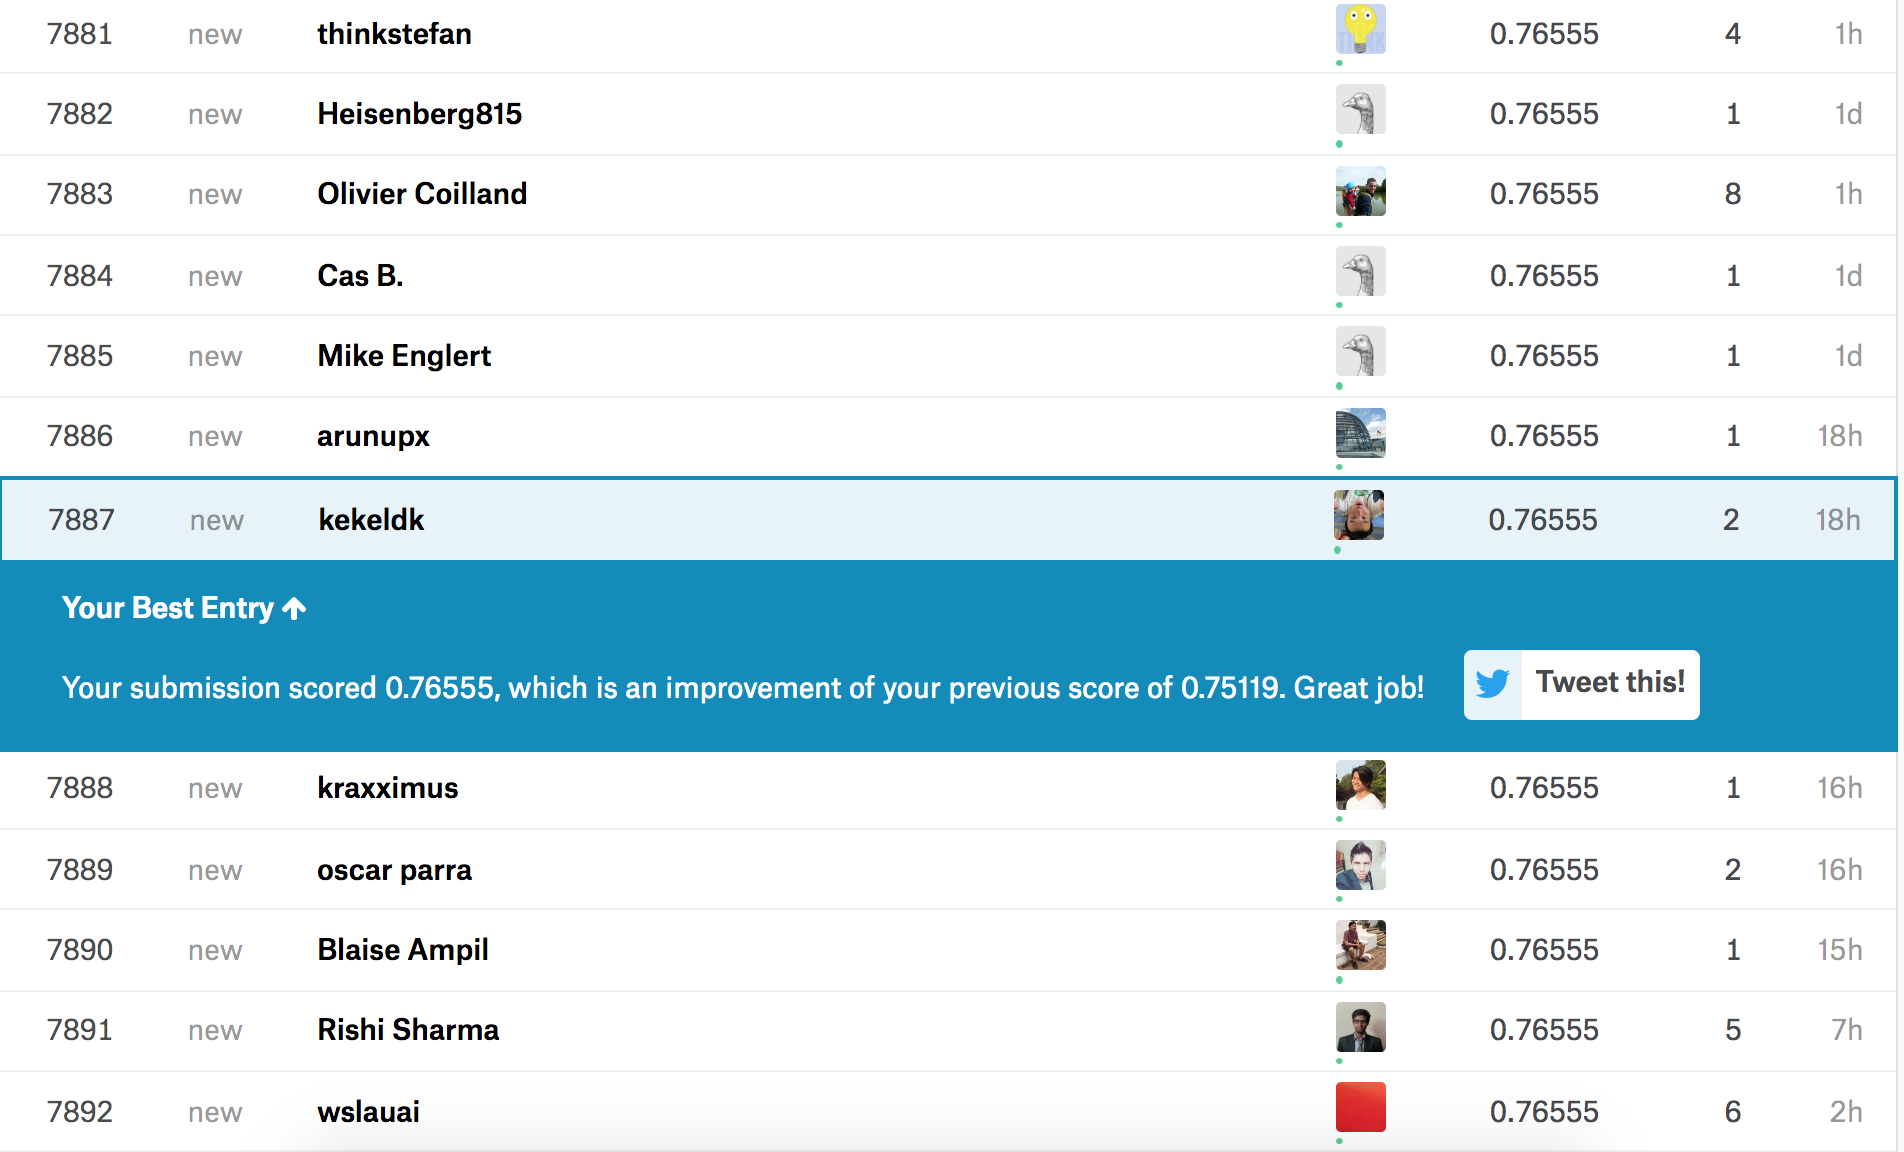 7881 new thinkstefan 0.76555 4 1h
7882 new Heisenberg815 0.76555 1 1d
7883 new Olivier Coilland 0.76555 8 1h
7884 new Cas B. 0.76555 1 1d
7885 new Mike Englert 0.76555 1 1d
7886 new arunupx 0.76555 1 18h
7887 new kekeldk 0.76555 2 18h
Your Best Entry
Your submission scored 0.76555, which is an improvement of your previous score of 0.75119. Great job! Tweet this!
7888 new kraxximus 0.76555 1 16h
7889 new oscar parra 0.76555 2 16h
7890 new Blaise Ampil 0.76555 1 15h
7891 new Rishi Sharma 0.76555 5 7h
7892 new wslauai 0.76555 6 2h